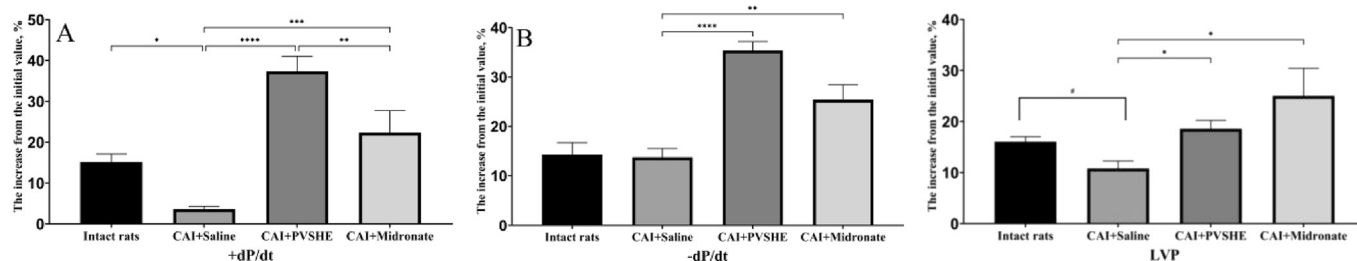 A
The increase from the initial value, %
50
40
30
20
10
0
*
***
****
**
Intact rats CAI+Saline CAI+PVSHE CAI+Midronate
+dP/dt
B
The increase from the initial value, %
40
30
20
10
0
**
****
Intact rats CAI+Saline CAI+PVSHE CAI+Midronate
-dP/dt
The increase from the initial value, %
40
30
20
10
0
#
*
*
Intact rats CAI+Saline CAI+PVSHE CAI+Midronate
LVP